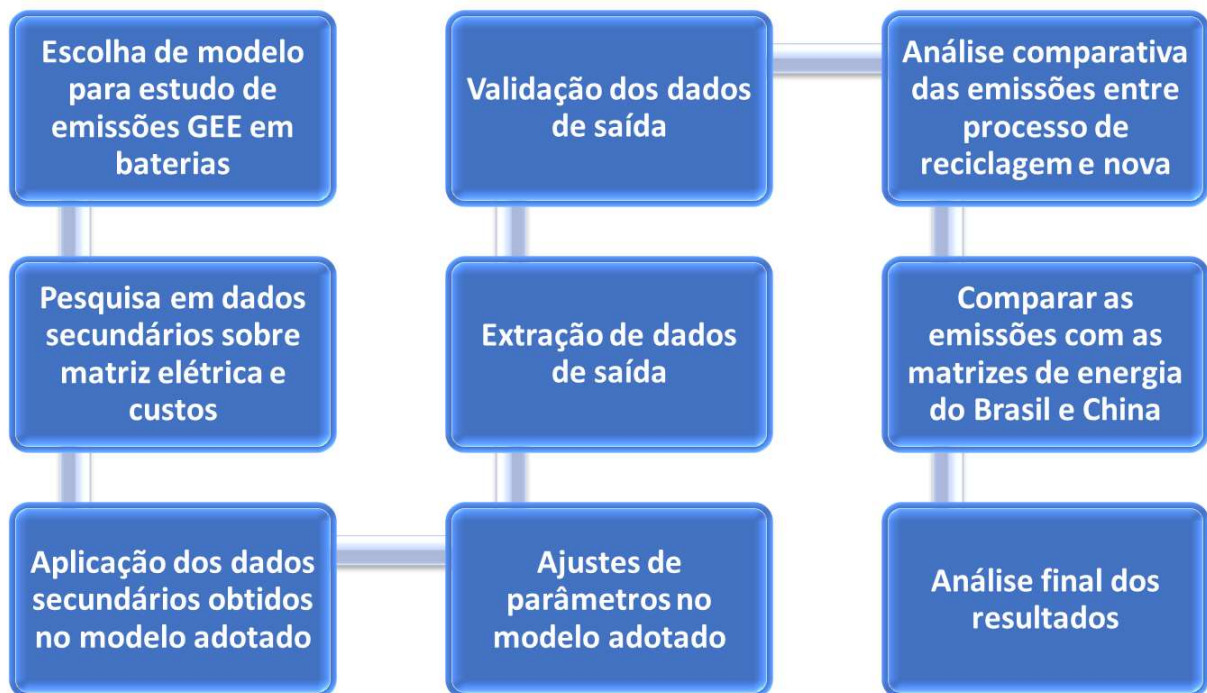 Escolha de modelo
para estudo de
emissões GEE em
baterias
Pesquisa em dados
secundários sobre
matriz elétrica e
custos
Aplicação dos dados
secundários obtidos
no modelo adotado
Ajustes de
parâmetros no
modelo adotado
Extração de dados
de saída
Validação dos dados
de saída
Análise comparativa
das emissões entre
processo de
reciclagem e nova
Comparar as
emissões com as
matrizes de energia
do Brasil e China
Análise final dos
resultados